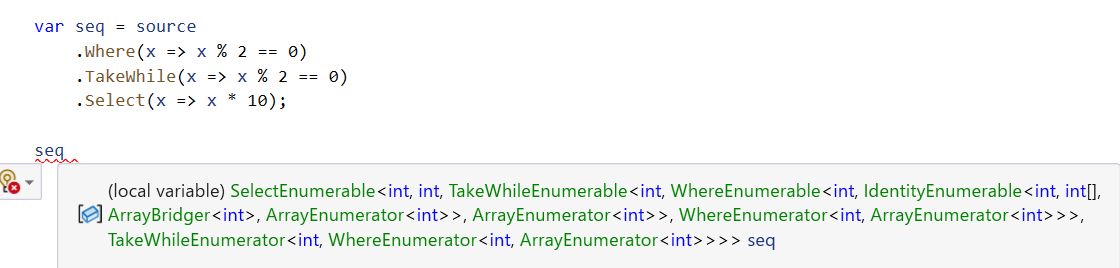 var seq = source
    .Where(x => x % 2 == 0)
    .TakeWhile(x => x % 2 == 0)
    .Select(x => x * 10);
seq
(local variable) SelectEnumerable<int, int, TakeWhileEnumerable<int, WhereEnumerable<int, IdentityEnumerable<int, int[],
ArrayBridger<int>, ArrayEnumerator<int>>, ArrayEnumerator<int>>, WhereEnumerator<int, ArrayEnumerator<int>>>,
TakeWhileEnumerator<int, WhereEnumerator<int, ArrayEnumerator<int>>>> seq